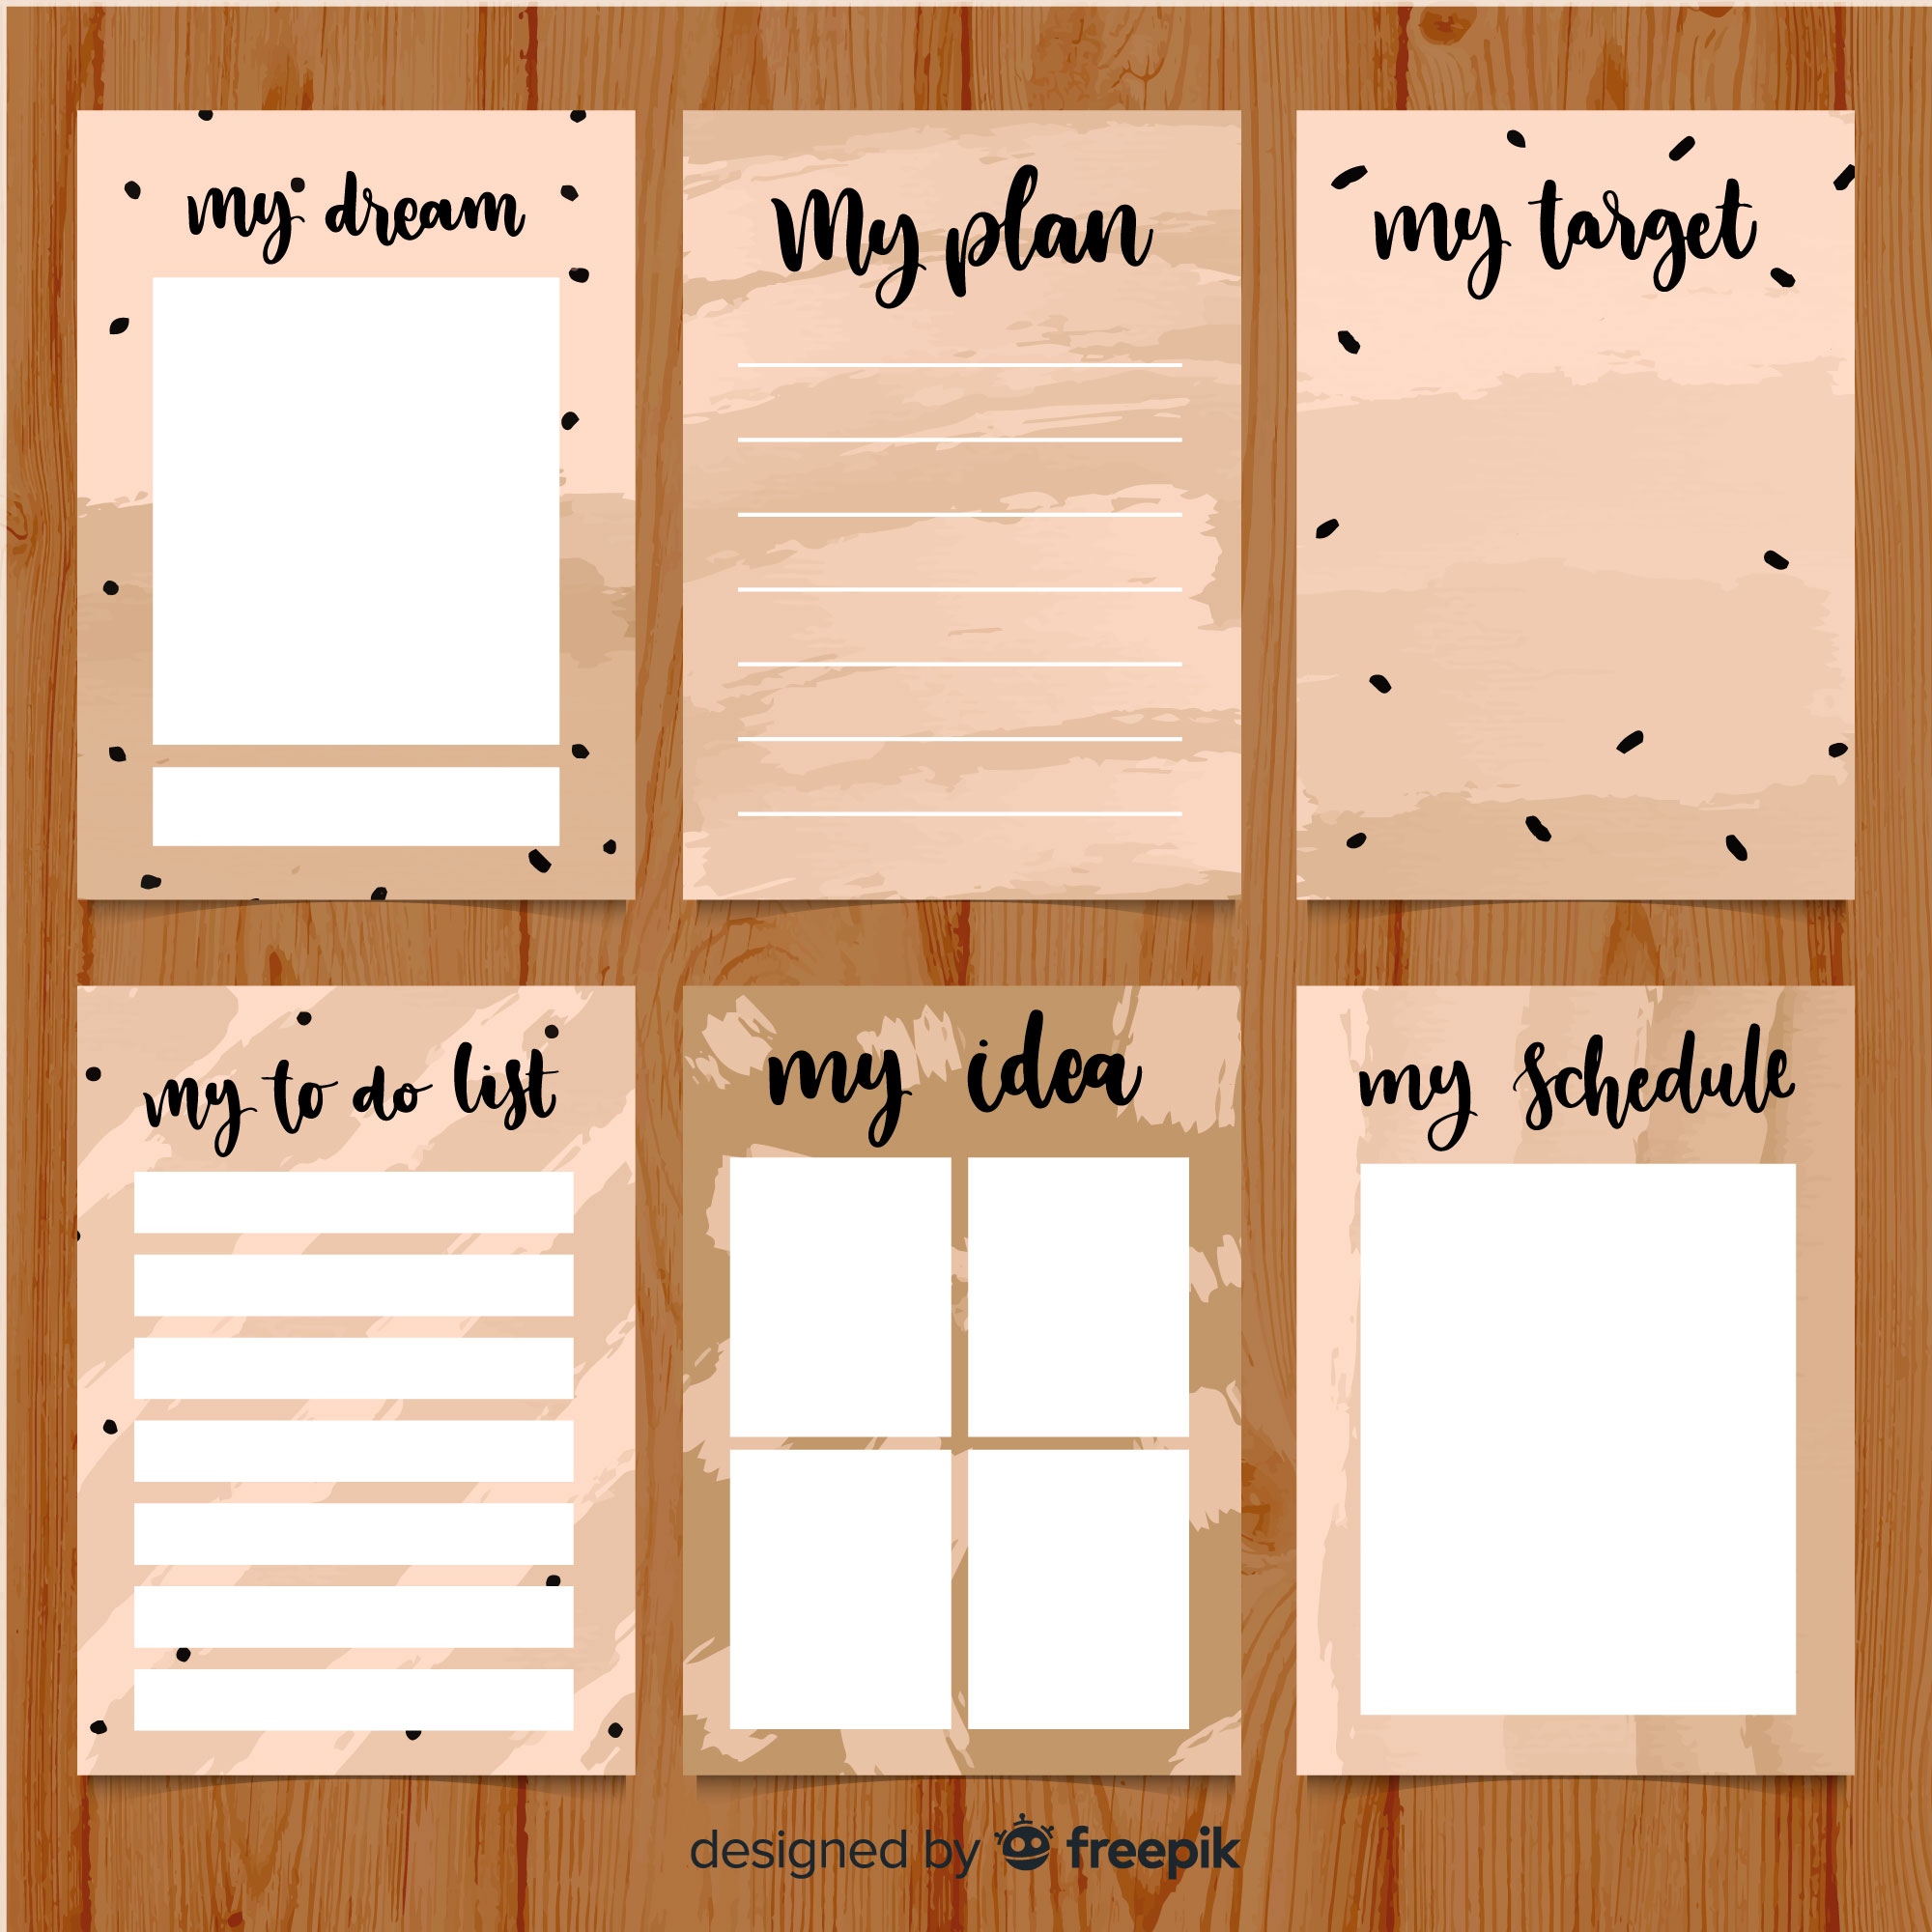 my dream
My plan
my target
my to do list
my idea
my schedule
designed by freepik